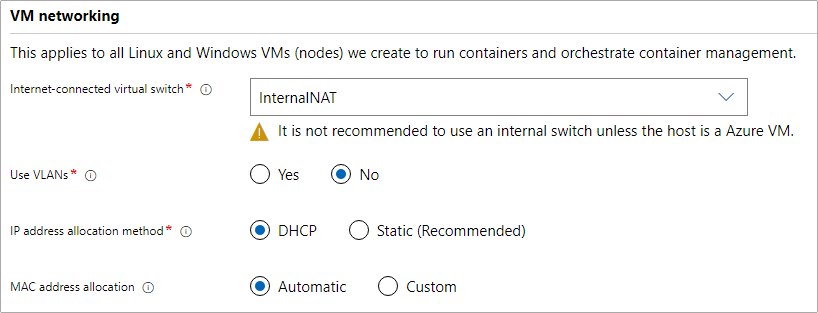 VM networking
This applies to all Linux and Windows VMs (nodes) we create to run containers and orchestrate container management.
Internet-connected virtual switch*
InternalNAT
It is not recommended to use an internal switch unless the host is a Azure VM.
Use VLANs* Yes No
IP address allocation method* DHCP Static (Recommended)
MAC address allocation Automatic Custom